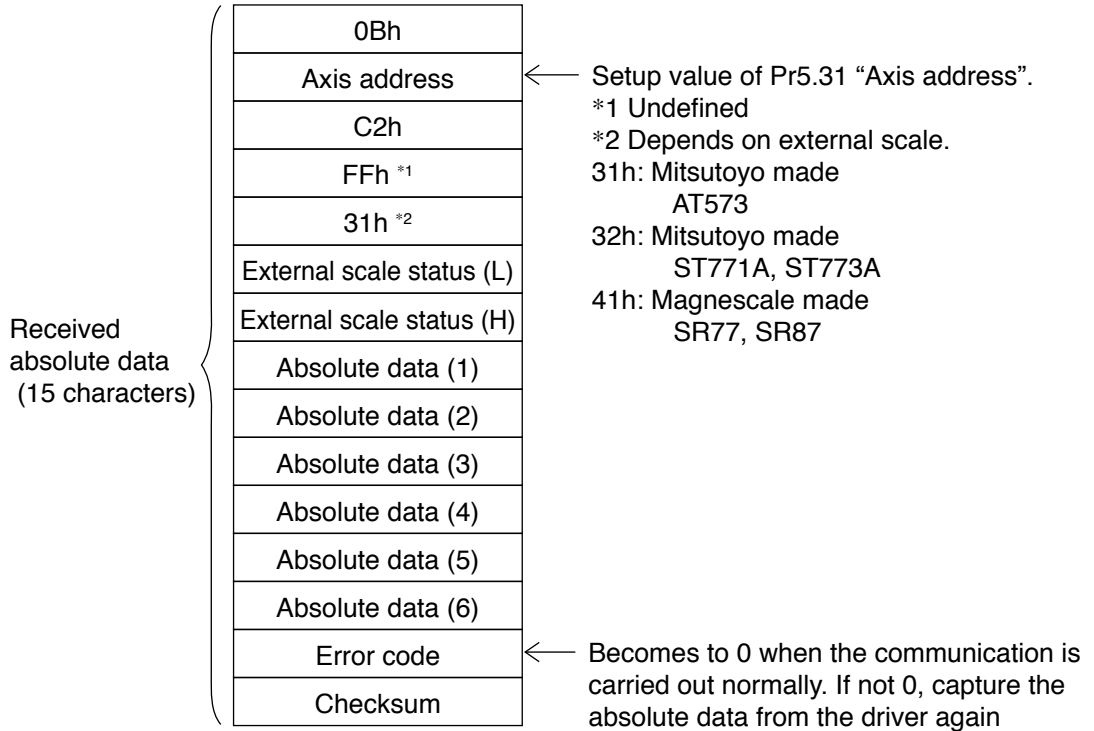 0Bh
Axis address
C2h
FFh *1
31h *2
External scale status (L)
External scale status (H)
Absolute data (1)
Absolute data (2)
Absolute data (3)
Absolute data (4)
Absolute data (5)
Absolute data (6)
Error code
Checksum
Received
absolute data
(15 characters)
Setup value of Pr5.31 “Axis address”.
*1 Undefined
*2 Depends on external scale.
31h: Mitsutoyo made
AT573
32h: Mitsutoyo made
ST771A, ST773A
41h: Magnescale made
SR77, SR87
Becomes to 0 when the communication is
carried out normally. If not 0, capture the
absolute data from the driver again